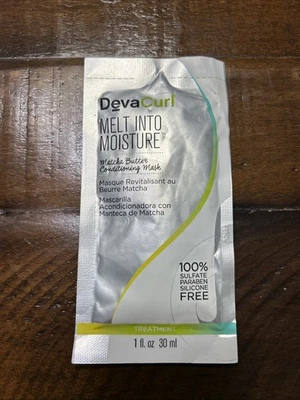 DevaCurl
MELT INTO
MOISTURE
Matcha Butter
Conditioning Mask
Masque Revitalisant au
Beurre Matcha
Mascarilla
Acondicionadora con
Manteca de Matcha
100%
SULFATE
PARABEN
SILICONE
FREE
TREATMENT
1 fl. oz 30 ml